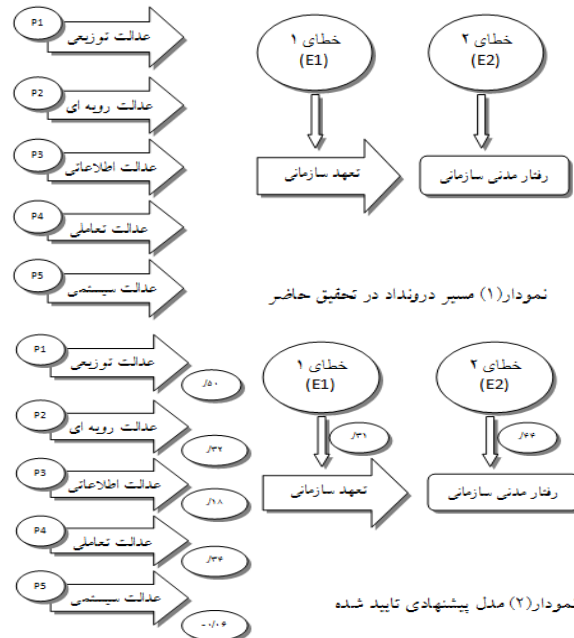 P1
عدالت توزیعی
P2
عدالت رویه ای
P3
عدالت اطلاعاتی
P4
عدالت تعاملی
P5
عدالت سیستمی
خطای ۱
(E1)
خطای ۲
(E2)
تعهد سازمانی
رفتار مدنی سازمانی
نمودار(۱) مسیر درونداد در تحقیق حاضر
P1
عدالت توزیعی
./۵۰
P2
عدالت رویه ای
./۳۲
P3
عدالت اطلاعاتی
./۱۸
P4
عدالت تعاملی
./۳۴
P5
عدالت سیستمی
-۰/۰۶
خطای ۱
(E1)
./۳۱
خطای ۲
(E2)
./۴۴
تعهد سازمانی
رفتار مدنی سازمانی
نمودار(۲) مدل پیشنهادی تایید شده